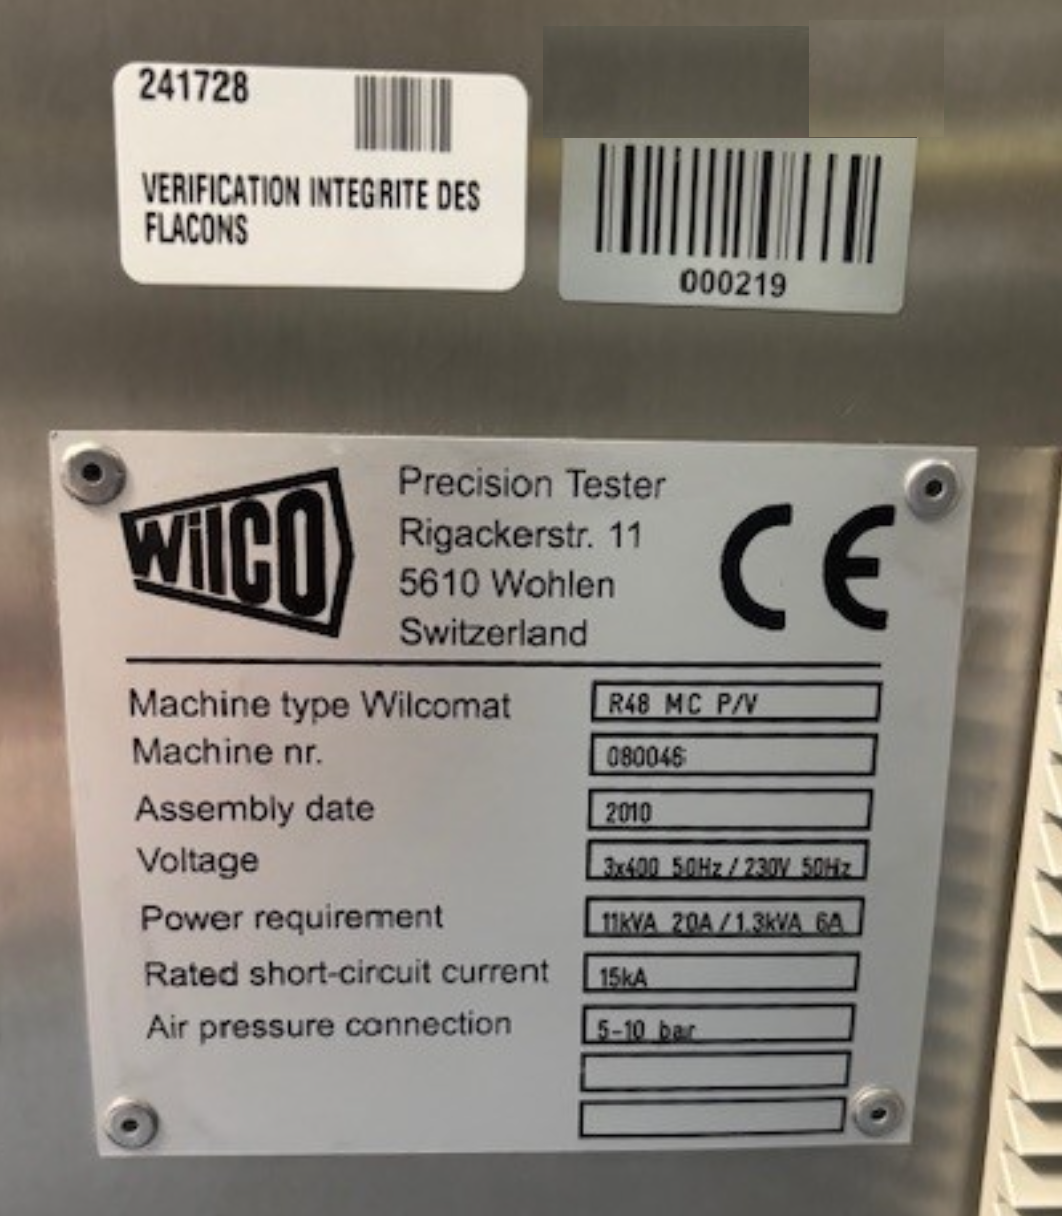 241728
VERIFICATION INTEGRITE DES
FLACONS
000219
WilCO
Precision Tester
Rigackerstr. 11
5610 Wohlen
Switzerland
CE
Machine type Wilcomat R48 MC P/V
Machine nr. 080046
Assembly date 2010
Voltage 3x400 50Hz / 230V 50Hz
Power requirement 11kVA 20A / 1.3kVA 6A
Rated short-circuit current 15kA
Air pressure connection 5-10 bar